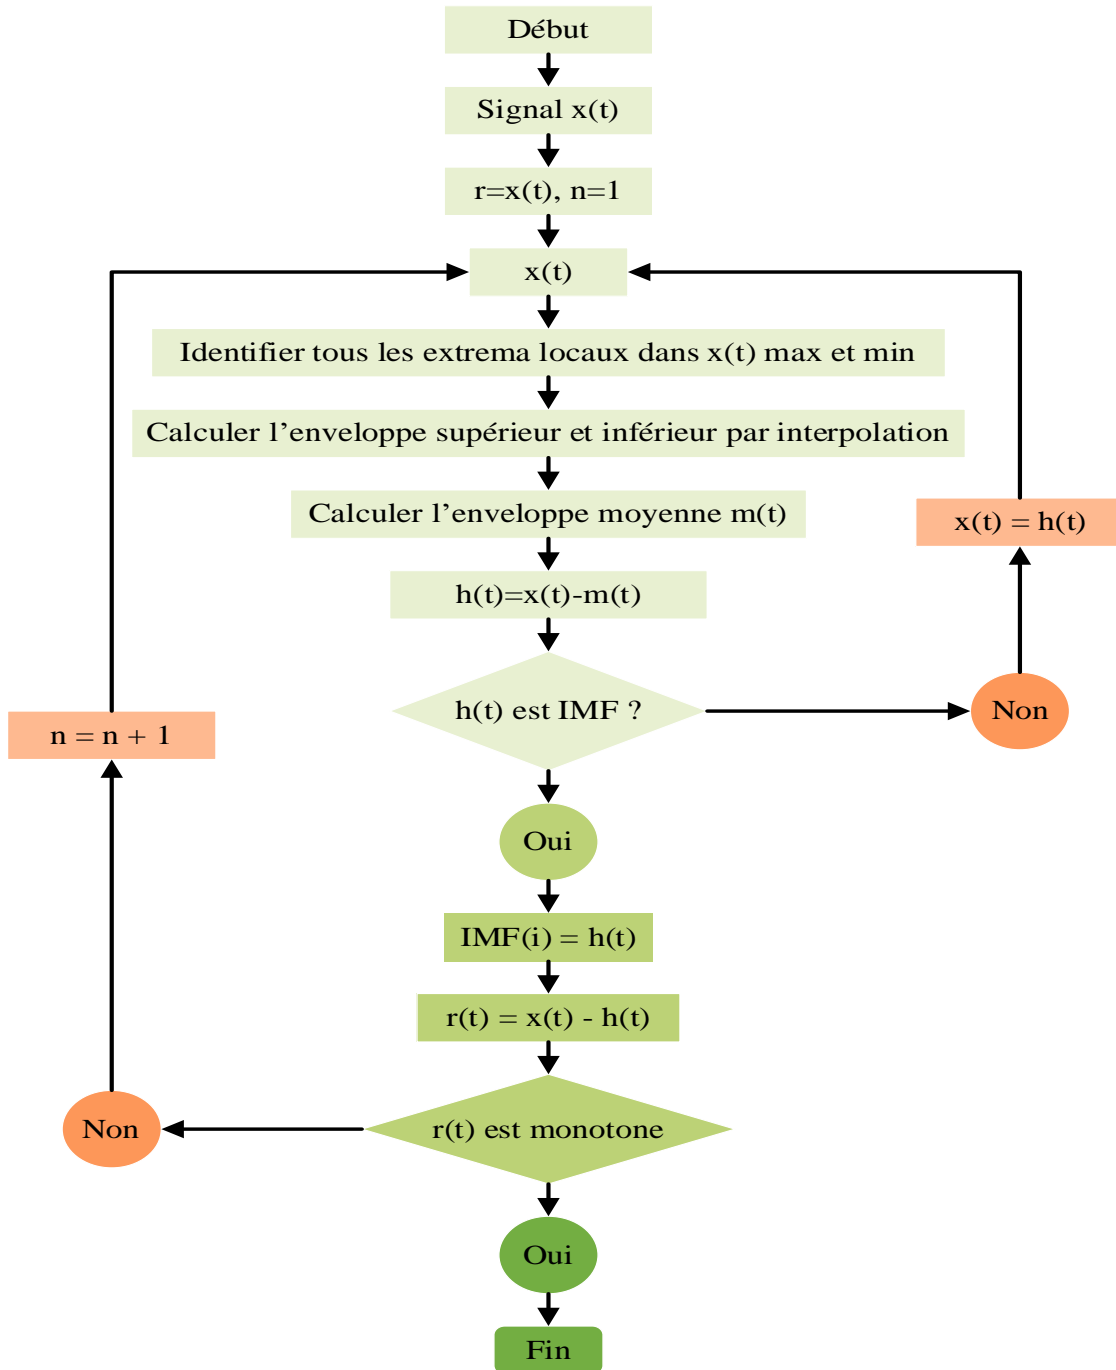 Début
Signal x(t)
r=x(t), n=1
x(t)
Identifier tous les extrema locaux dans x(t) max et min
Calculer l’enveloppe supérieur et inférieur par interpolation
Calculer l’enveloppe moyenne m(t)
x(t) = h(t)
h(t)=x(t)-m(t)
h(t) est IMF ?
Non
n = n + 1
Oui
IMF(i) = h(t)
r(t) = x(t) - h(t)
Non
r(t) est monotone
Oui
Fin